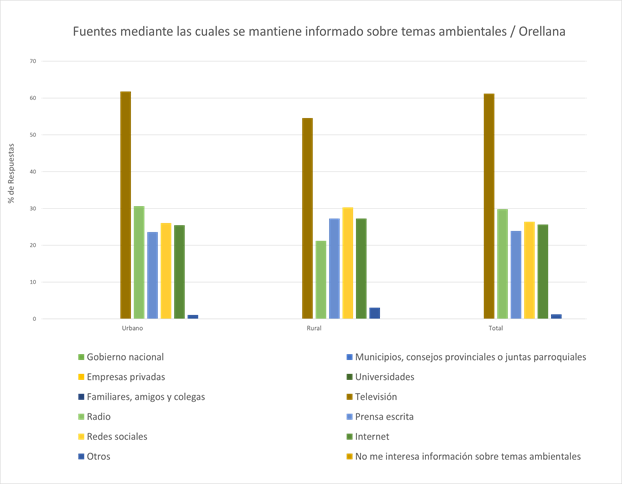 Fuentes mediante las cuales se mantiene informado sobre temas ambientales / Orellana
70
60
50
40
30
20
10
0
% de Respuestas
Urbano
Rural
Total
Gobierno nacional
Municipios, consejos provinciales o juntas parroquiales
Empresas privadas
Universidades
Familiares, amigos y colegas
Televisión
Radio
Prensa escrita
Redes sociales
Internet
Otros
No me interesa información sobre temas ambientales